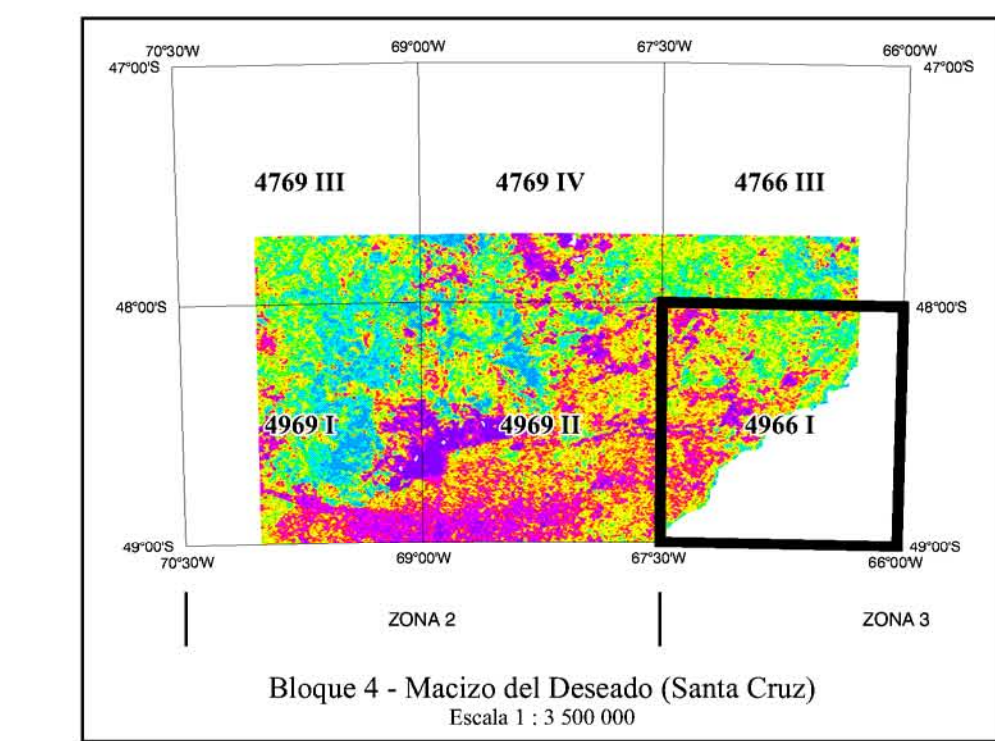 70°30'W 69°00'W 67°30'W 66°00'W
47°00'S 47°00'S
4769 III 4769 IV 4766 III
48°00'S 48°00'S
4969 I 4969 II 4966 I
49°00'S 49°00'S
70°30'W 69°00'W 67°30'W 66°00'W
ZONA 2 ZONA 3
Bloque 4 - Macizo del Deseado (Santa Cruz)
Escala 1 : 3 500 000